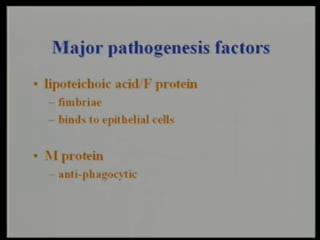 Major pathogenesis factors
• lipoteichoic acid/F protein
– fimbriae
– binds to epithelial cells
• M protein
– anti-phagocytic